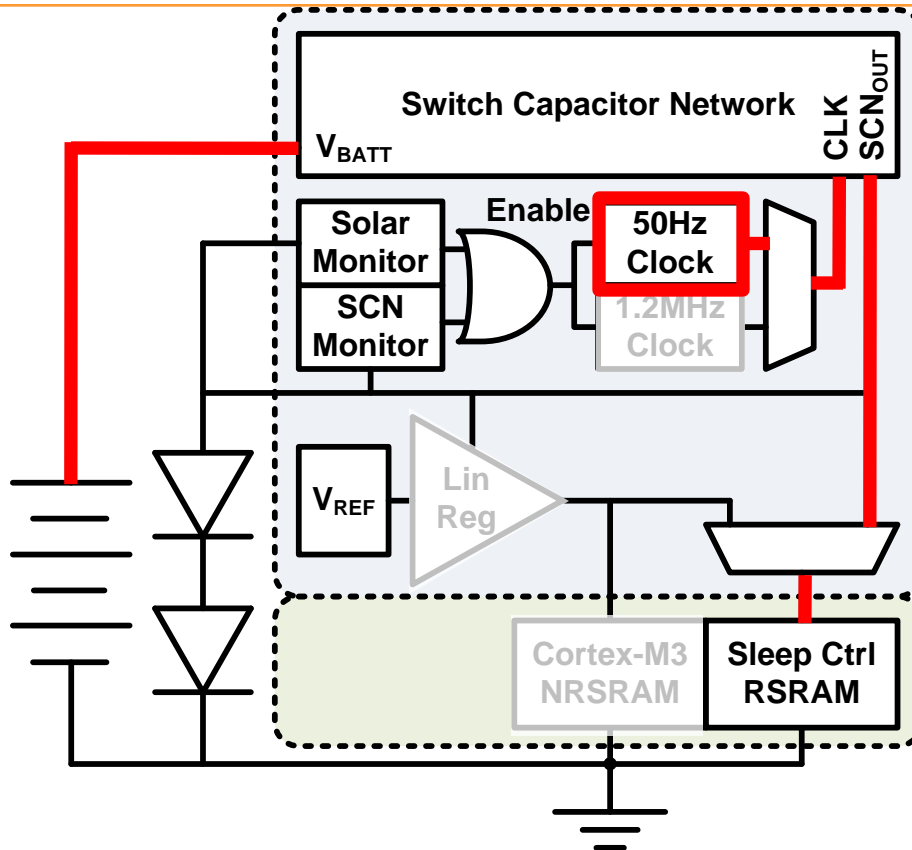 Switch Capacitor Network
CLK
SCNOUT
VBATT
Solar
Monitor
SCN
Monitor
Enable
50Hz
Clock
1.2MHz
Clock
VREF
Lin
Reg
Cortex-M3
NRSRAM
Sleep Ctrl
RSRAM